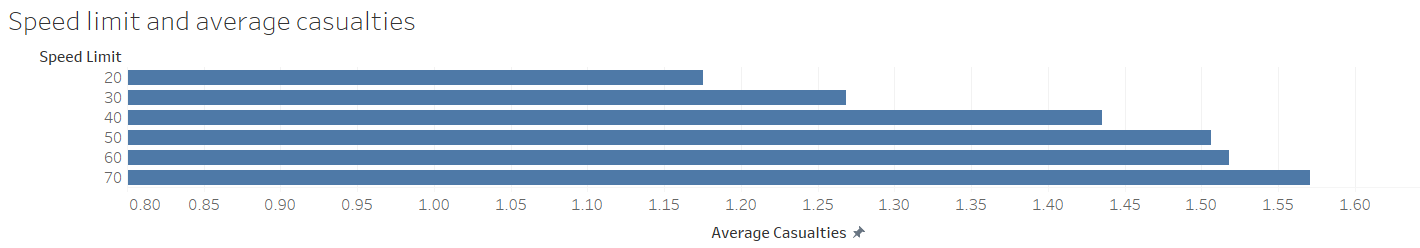 Speed limit and average casualties
Speed Limit
20
30
40
50
60
70
0.80 0.85 0.90 0.95 1.00 1.05 1.10 1.15 1.20 1.25 1.30 1.35 1.40 1.45 1.50 1.55 1.60
Average Casualties